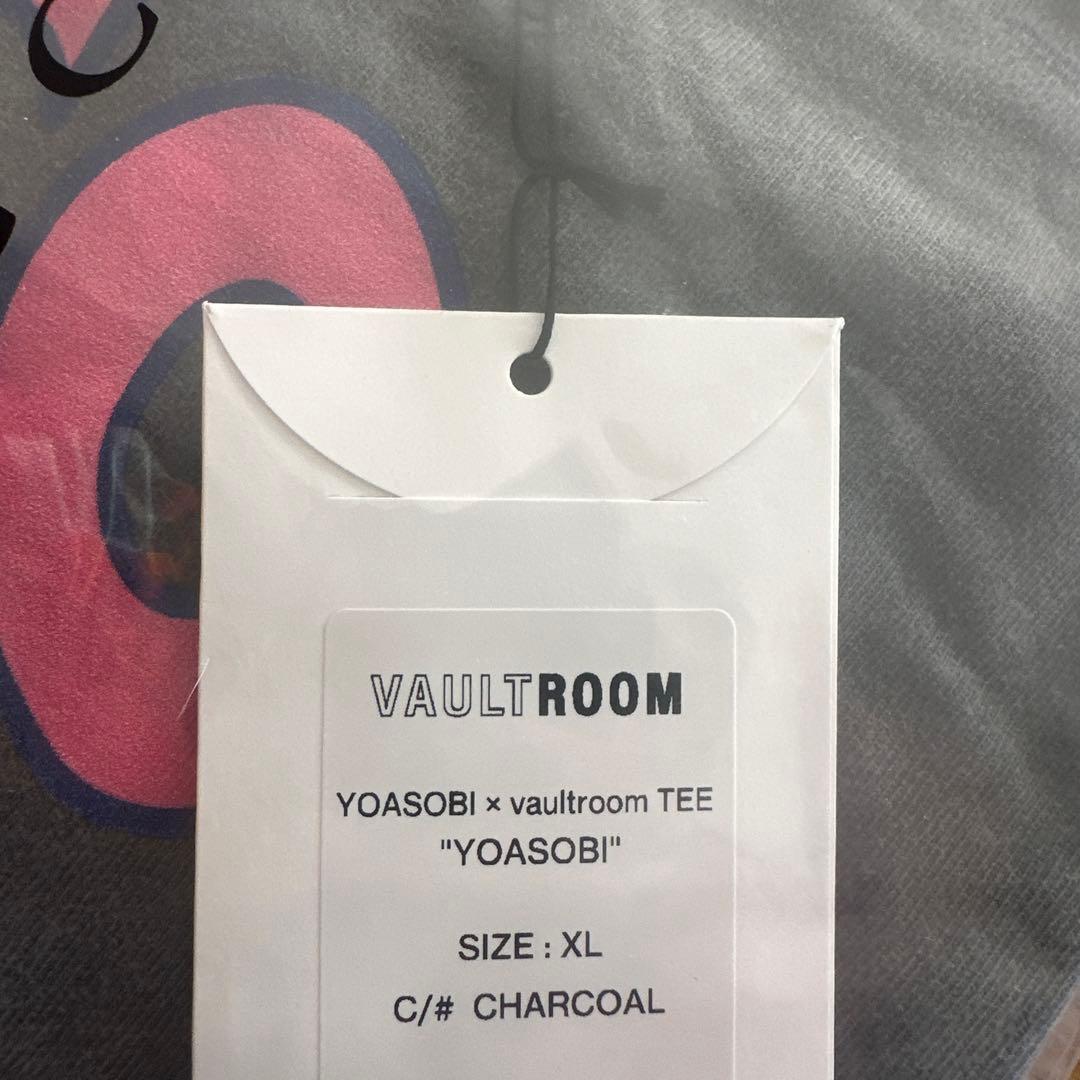 VAULTROOM
YOASOBI × vaultroom TEE
"YOASOBI"
SIZE : XL
C/# CHARCOAL